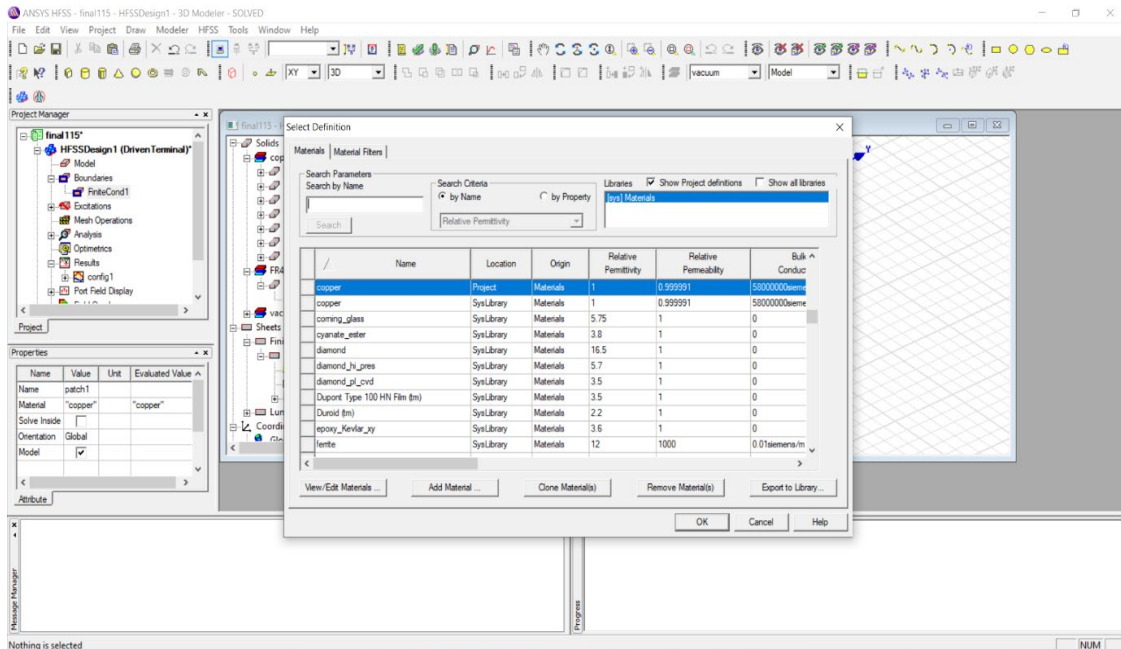 ANSYS HFSS - final115 - HFSSDesign1 - 3D Modeler - SOLVED
File Edit View Project Draw Modeler HFSS Tools Window Help
XY 3D vacuum Model
Project Manager
final115*
HFSSDesign1 (DrivenTerminal)*
Model
Boundaries
FiniteCond1
Excitations
Mesh Operations
Analysis
Optimetrics
Results
config1
Port Field Display
Project
Properties
Name Value Unit Evaluated Value
Name patch1
Material "copper" "copper"
Solve Inside
Orientation Global
Model
Attribute
final115 - H
Solids
cop
FR4
vac
Sheets
Fini
Lun
Coordi
Y
Select Definition
Materials Material Filters
Search Parameters
Search by Name
Search
Search Criteria
by Name by Property
Relative Permittivity
Libraries Show Project definitions Show all libraries
[sys] Materials
/ Name Location Origin Relative Permittivity Relative Permeability Bulk Conduc
copper Project Materials 1 0.999991 58000000sieme
copper SysLibrary Materials 1 0.999991 58000000sieme
corning_glass SysLibrary Materials 5.75 1 0
cyanate_ester SysLibrary Materials 3.8 1 0
diamond SysLibrary Materials 16.5 1 0
diamond_hi_pres SysLibrary Materials 5.7 1 0
diamond_pl_cvd SysLibrary Materials 3.5 1 0
Dupont Type 100 HN Film (tm) SysLibrary Materials 3.5 1 0
Duroid (tm) SysLibrary Materials 2.2 1 0
epoxy_Kevlar_xy SysLibrary Materials 3.6 1 0
ferrite SysLibrary Materials 12 1000 0.01siemens/m
View/Edit Materials ... Add Material ... Clone Material(s) Remove Material(s) Export to Library...
OK Cancel Help
Message Manager
Progress
Nothing is selected
NUM